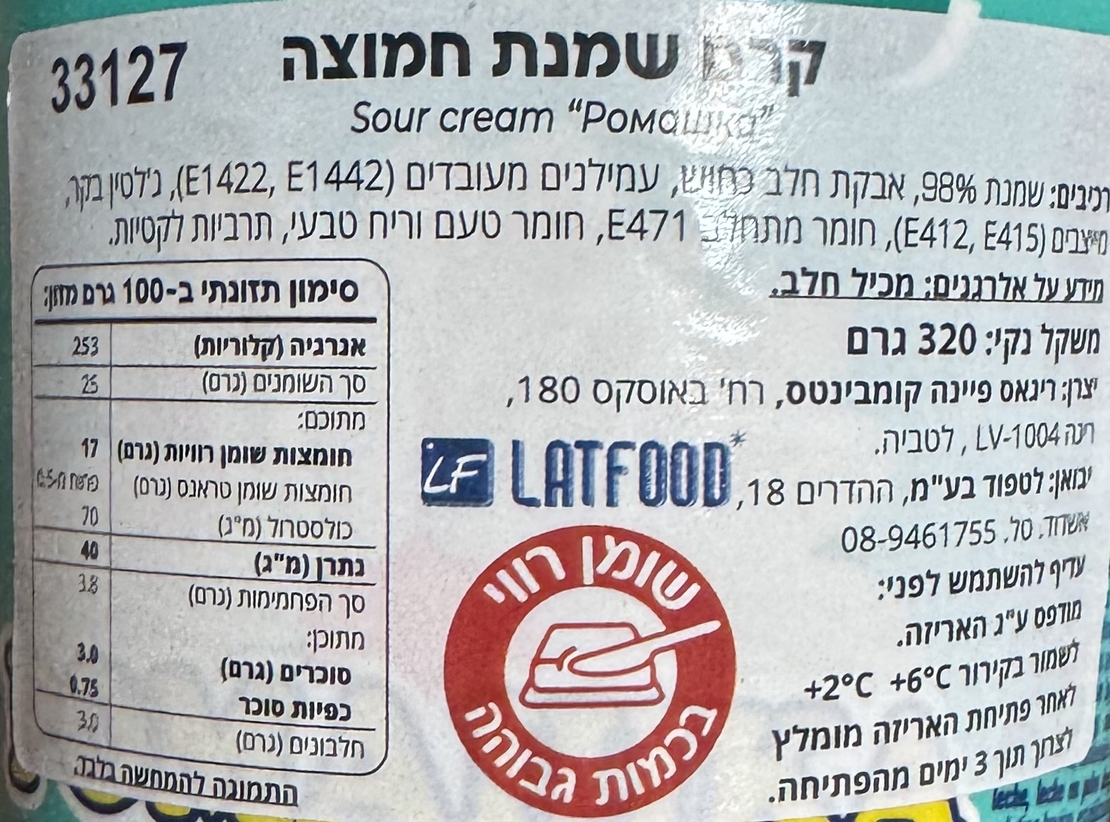 33127
קרם שמנת חמוצה
Sour cream “Ромашка”
רכיבים: שמנת 98%, אבקת חלב כחוש, עמילנים מעובדים (E1422, E1442), ג'לטין בקר,
מייצבים (E412, E415), חומר מתחלב E471, חומר טעם וריח טבעי, תרביות לקטיות.
מידע על אלרגנים: מכיל חלב.
משקל נקי: 320 גרם
יצרן: ריגאס פיינה קומבינטס, רח' באוסקס 180,
ריגה LV-1004, לטביה.
יבואן: לטפוד בע"מ, ההדרים 18,
אשדוד. טל. 08-9461755
עדיף להשתמש לפני:
מודפס ע"ג האריזה.
לשמור בקירור +2°C +6°C
לאחר פתיחת האריזה מומלץ
לצרוך תוך 3 ימים מהפתיחה.
LF LATFOOD*
שומן רווי
בכמות גבוהה
סימון תזונתי ב-100 גרם מזון:
אנרגיה (קלוריות) 253
סך השומנים (גרם) 25
מתוכם:
חומצות שומן רוויות (גרם) 17
חומצות שומן טראנס (גרם) פחות מ-0.5
כולסטרול (מ"ג) 70
נתרן (מ"ג) 40
סך הפחמימות (גרם) 3.8
מתוכן:
סוכרים (גרם) 3.0
כפיות סוכר 0.75
חלבונים (גרם) 3.0
התמונה להמחשה בלבד.